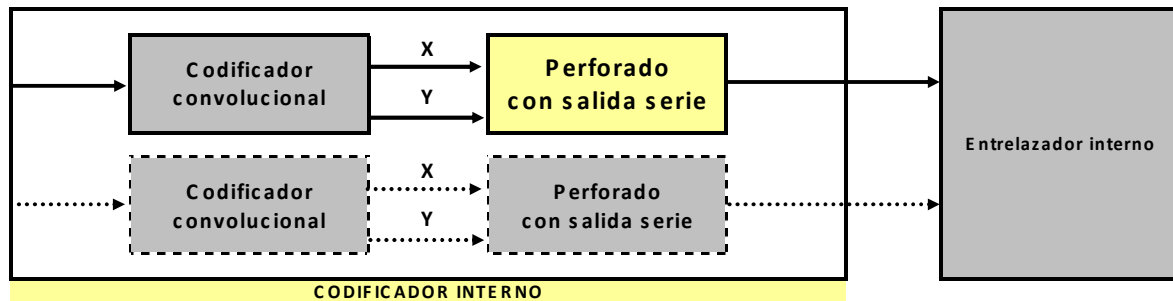 Codificador
convolucional
X
Y
Perforado
con salida serie
Codificador
convolucional
X
Y
Perforado
con salida serie
Entrelazador interno
CODIFICADOR INTERNO